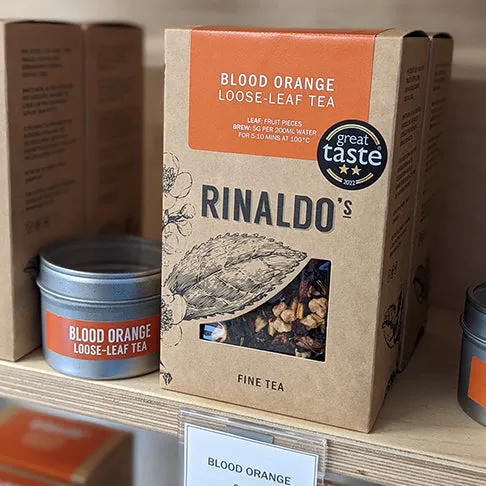 BLOOD ORANGE
LOOSE-LEAF TEA
LEAF: FRUIT PIECES
BREW: 5G PER 200ML WATER
FOR 5-10 MINS AT 100°C
great
taste
2022
RINALDO's
FINE TEA
BLOOD ORANGE
LOOSE-LEAF TEA
BLOOD ORANGE